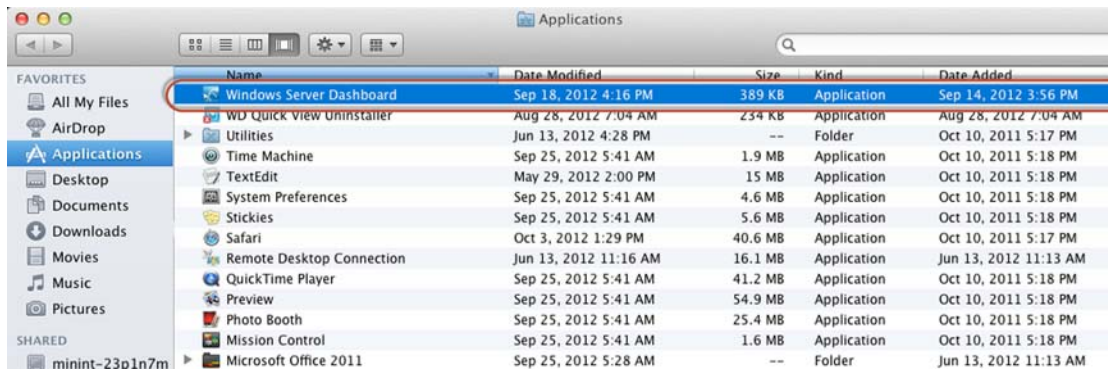 Applications
FAVORITES
All My Files
AirDrop
Applications
Desktop
Documents
Downloads
Movies
Music
Pictures
SHARED
minint-23p1n7m
Name Date Modified Size Kind Date Added
Windows Server Dashboard Sep 18, 2012 4:16 PM 389 KB Application Sep 14, 2012 3:56 PM
WD Quick View Uninstaller Aug 28, 2012 7:04 AM 234 KB Application Aug 28, 2012 7:04 AM
Utilities Jun 13, 2012 4:28 PM -- Folder Oct 10, 2011 5:17 PM
Time Machine Sep 25, 2012 5:41 AM 1.9 MB Application Oct 10, 2011 5:18 PM
TextEdit May 29, 2012 2:00 PM 15 MB Application Oct 10, 2011 5:18 PM
System Preferences Sep 25, 2012 5:41 AM 4.6 MB Application Oct 10, 2011 5:18 PM
Stickies Sep 25, 2012 5:41 AM 5.6 MB Application Oct 10, 2011 5:18 PM
Safari Oct 3, 2012 1:29 PM 40.6 MB Application Oct 10, 2011 5:17 PM
Remote Desktop Connection Jun 13, 2012 11:16 AM 16.1 MB Application Jun 13, 2012 11:13 AM
QuickTime Player Sep 25, 2012 5:41 AM 41.2 MB Application Oct 10, 2011 5:18 PM
Preview Sep 25, 2012 5:41 AM 54.9 MB Application Oct 10, 2011 5:18 PM
Photo Booth Sep 25, 2012 5:41 AM 25.4 MB Application Oct 10, 2011 5:18 PM
Mission Control Sep 25, 2012 5:41 AM 1.6 MB Application Oct 10, 2011 5:18 PM
Microsoft Office 2011 Sep 25, 2012 5:28 AM -- Folder Jun 13, 2012 11:13 AM